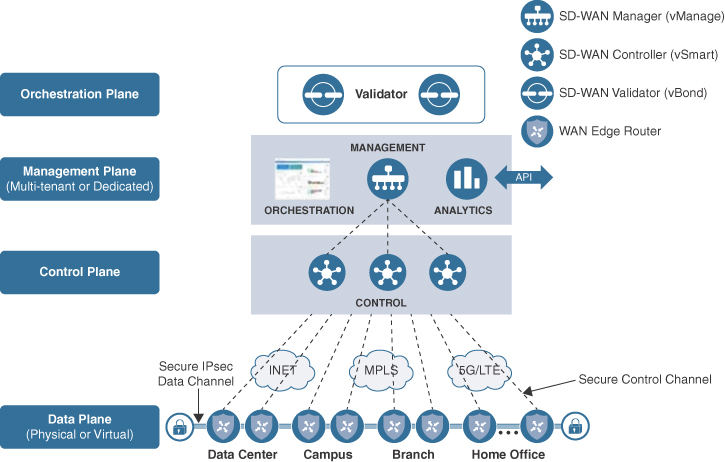 SD-WAN Manager (vManage)
SD-WAN Controller (vSmart)
SD-WAN Validator (vBond)
WAN Edge Router
Orchestration Plane
Validator
Management Plane
(Multi-tenant or Dedicated)
MANAGEMENT
ORCHESTRATION
ANALYTICS
API
Control Plane
CONTROL
Secure IPsec
Data Channel
INET
MPLS
5G/LTE
Secure Control Channel
Data Plane
(Physical or Virtual)
Data Center
Campus
Branch
Home Office